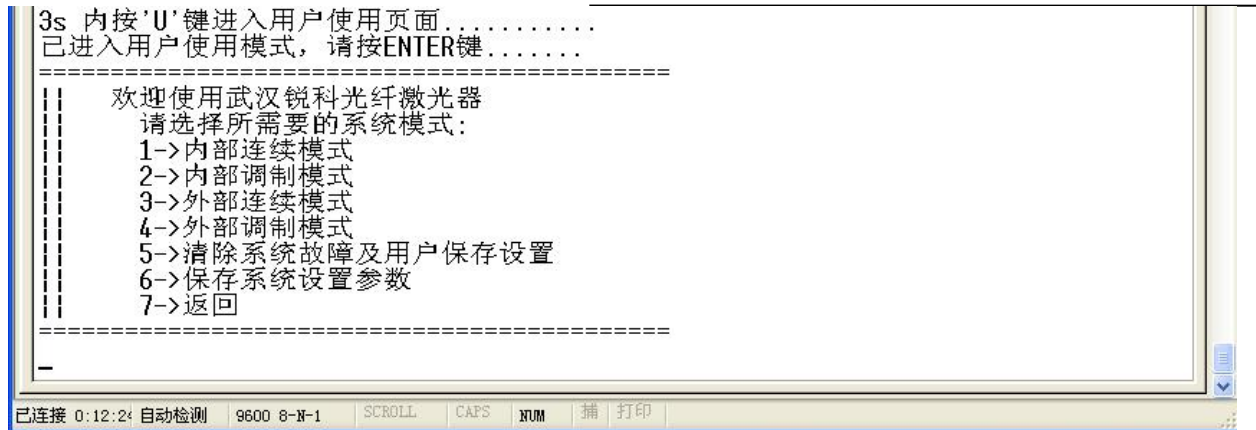 3s 内按'U'键进入用户使用页面...........
已进入用户使用模式，请按ENTER键.......
============================================
|| 欢迎使用武汉锐科光纤激光器
|| 请选择所需要的系统模式:
|| 1->内部连续模式
|| 2->内部调制模式
|| 3->外部连续模式
|| 4->外部调制模式
|| 5->清除系统故障及用户保存设置
|| 6->保存系统设置参数
|| 7->返回
============================================
_
已连接 0:12:24 自动检测 9600 8-N-1 SCROLL CAPS NUM 捕 打印